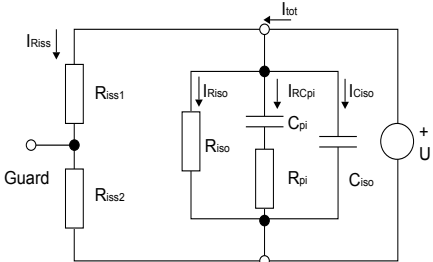 Itot
IRiss
Riss1
IRiso
IRCpi
ICiso
Cpi
+
U
Riso
Guard
Rpi
Ciso
Riss2